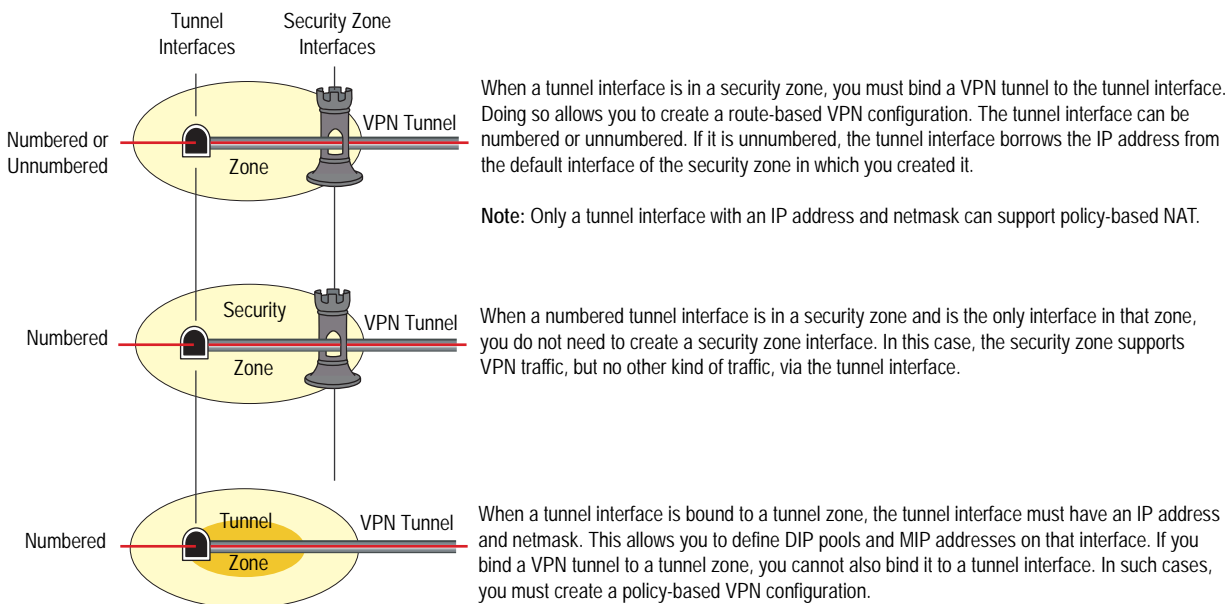 Tunnel
Interfaces
Security Zone
Interfaces
Numbered or
Unnumbered
Zone
VPN Tunnel
When a tunnel interface is in a security zone, you must bind a VPN tunnel to the tunnel interface.
Doing so allows you to create a route-based VPN configuration. The tunnel interface can be
numbered or unnumbered. If it is unnumbered, the tunnel interface borrows the IP address from
the default interface of the security zone in which you created it.
Note: Only a tunnel interface with an IP address and netmask can support policy-based NAT.
Numbered
Security
Zone
VPN Tunnel
When a numbered tunnel interface is in a security zone and is the only interface in that zone,
you do not need to create a security zone interface. In this case, the security zone supports
VPN traffic, but no other kind of traffic, via the tunnel interface.
Numbered
Tunnel
Zone
VPN Tunnel
When a tunnel interface is bound to a tunnel zone, the tunnel interface must have an IP address
and netmask. This allows you to define DIP pools and MIP addresses on that interface. If you
bind a VPN tunnel to a tunnel zone, you cannot also bind it to a tunnel interface. In such cases,
you must create a policy-based VPN configuration.